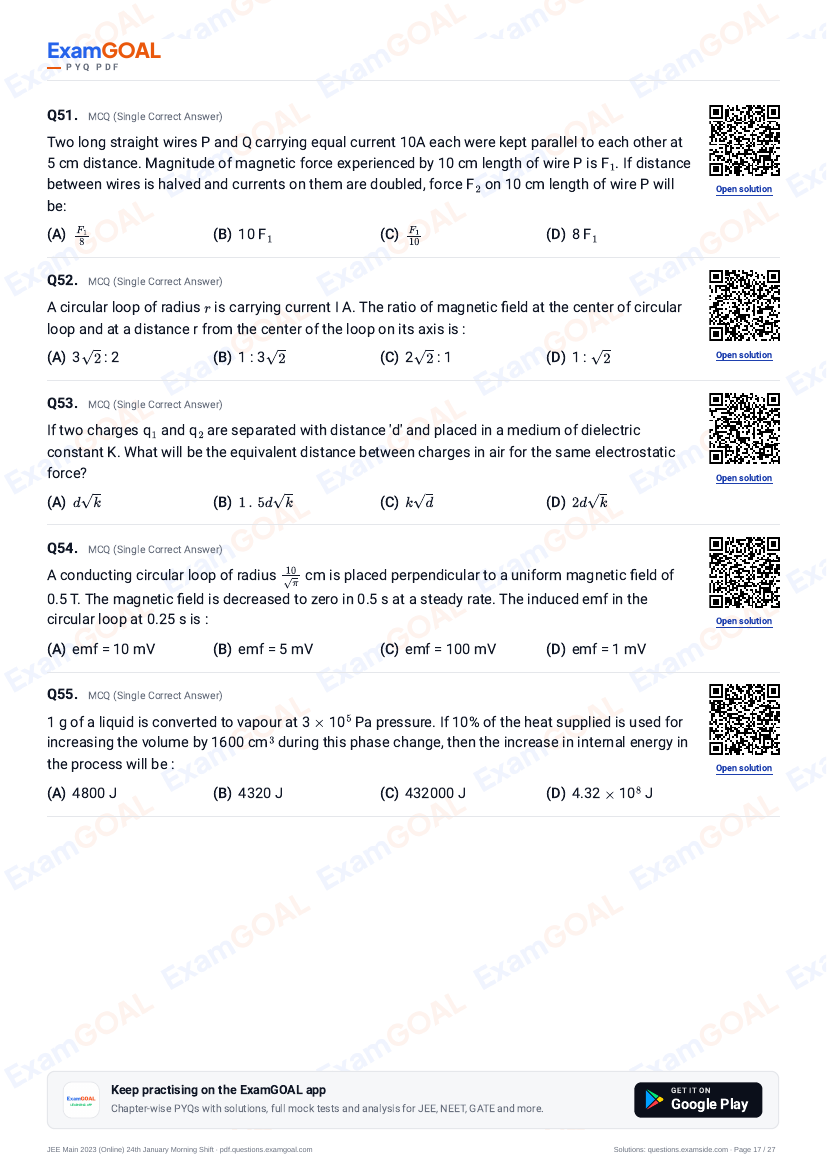 ExamGOAL
PYQ PDF
Q51. MCQ (Single Correct Answer)
Two long straight wires P and Q carrying equal current 10A each were kept parallel to each other at
5 cm distance. Magnitude of magnetic force experienced by 10 cm length of wire P is F₁. If distance
between wires is halved and currents on them are doubled, force F₂ on 10 cm length of wire P will
be:
(A) F₁/8 (B) 10 F₁ (C) F₁/10 (D) 8 F₁
Open solution
Q52. MCQ (Single Correct Answer)
A circular loop of radius r is carrying current I A. The ratio of magnetic field at the center of circular
loop and at a distance r from the center of the loop on its axis is :
(A) 3√2 : 2 (B) 1 : 3√2 (C) 2√2 : 1 (D) 1 : √2
Open solution
Q53. MCQ (Single Correct Answer)
If two charges q₁ and q₂ are separated with distance 'd' and placed in a medium of dielectric
constant K. What will be the equivalent distance between charges in air for the same electrostatic
force?
(A) d√k (B) 1 . 5d√k (C) k√d (D) 2d√k
Open solution
Q54. MCQ (Single Correct Answer)
A conducting circular loop of radius 10/√π cm is placed perpendicular to a uniform magnetic field of
0.5 T. The magnetic field is decreased to zero in 0.5 s at a steady rate. The induced emf in the
circular loop at 0.25 s is :
(A) emf = 10 mV (B) emf = 5 mV (C) emf = 100 mV (D) emf = 1 mV
Open solution
Q55. MCQ (Single Correct Answer)
1 g of a liquid is converted to vapour at 3 × 10⁵ Pa pressure. If 10% of the heat supplied is used for
increasing the volume by 1600 cm³ during this phase change, then the increase in internal energy in
the process will be :
(A) 4800 J (B) 4320 J (C) 432000 J (D) 4.32 × 10⁸ J
Open solution
ExamGOAL
Keep practising on the ExamGOAL app
Chapter-wise PYQs with solutions, full mock tests and analysis for JEE, NEET, GATE and more.
GET IT ON
Google Play
JEE Main 2023 (Online) 24th January Morning Shift · pdf.questions.examgoal.com
Solutions: questions.examside.com · Page 17 / 27